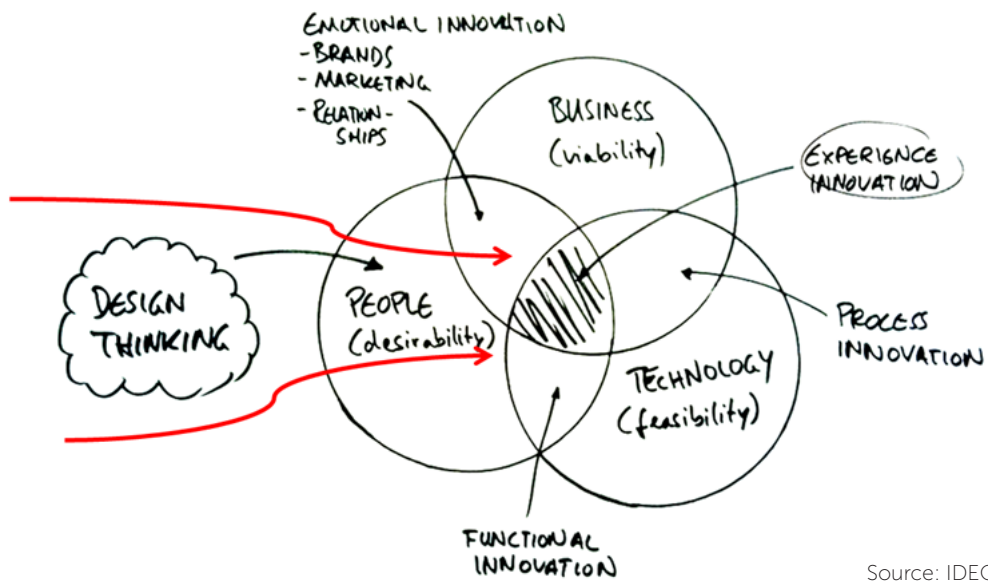 EMOTIONAL INNOVATION
- BRANDS
- MARKETING
- RELATION-
SHIPS
BUSINESS
(viability)
EXPERIENCE
INNOVATION
DESIGN
THINKING
PEOPLE
(desirability)
PROCESS
INNOVATION
TECHNOLOGY
(feasibility)
FUNCTIONAL
INNOVATION
Source: IDEO